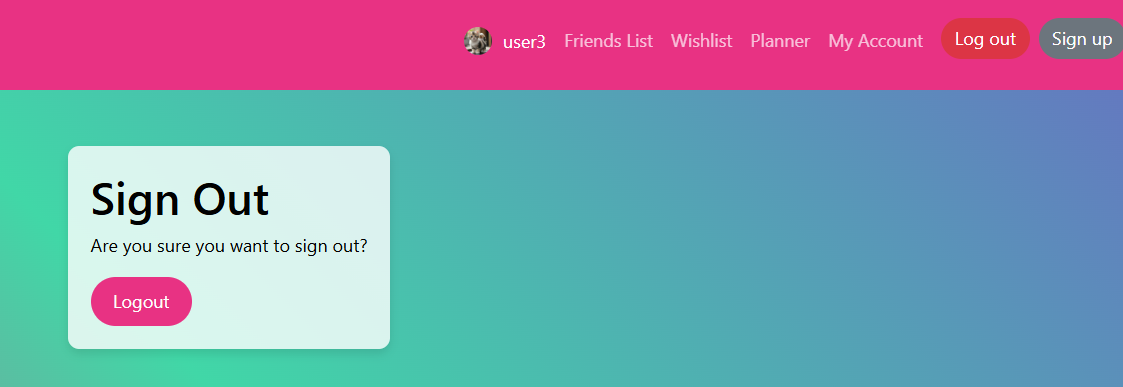 user3 Friends List Wishlist Planner My Account Log out Sign up
Sign Out
Are you sure you want to sign out?
Logout